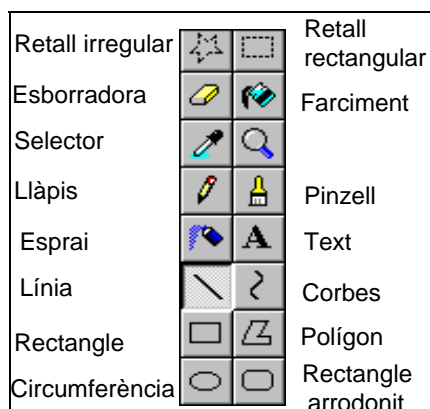 Retall irregular
Retall
rectangular
Esborradora
Farciment
Selector
Llàpis
Pinzell
Esprai
A
Text
Línia
Corbes
Rectangle
Polígon
Circumferència
Rectangle
arrodonit